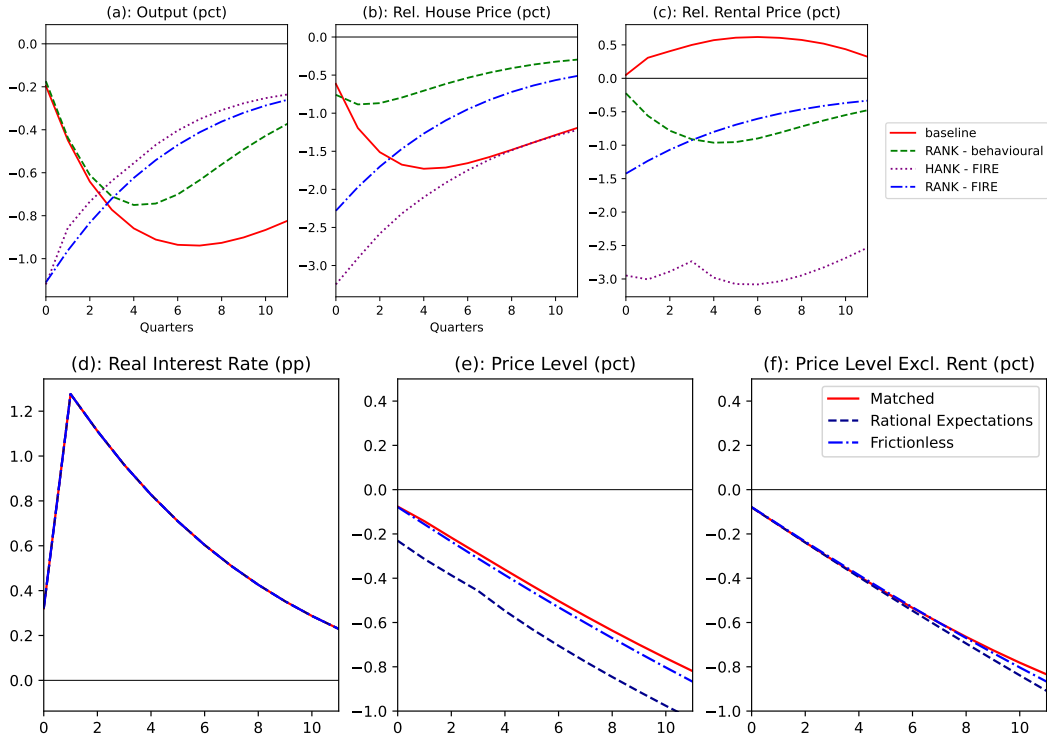 (a): Output (pct)
(b): Rel. House Price (pct)
(c): Rel. Rental Price (pct)
0.0
−0.2
−0.4
−0.6
−0.8
−1.0
0 2 4 6 8 10
Quarters
0.0
−0.5
−1.0
−1.5
−2.0
−2.5
−3.0
0 2 4 6 8 10
Quarters
0.5
0.0
−0.5
−1.0
−1.5
−2.0
−2.5
−3.0
0 2 4 6 8 10
baseline
RANK - behavioural
HANK - FIRE
RANK - FIRE
(d): Real Interest Rate (pp)
(e): Price Level (pct)
(f): Price Level Excl. Rent (pct)
1.2
1.0
0.8
0.6
0.4
0.2
0.0
0 2 4 6 8 10
0.4
0.2
0.0
−0.2
−0.4
−0.6
−0.8
−1.0
0 2 4 6 8 10
0.4
0.2
0.0
−0.2
−0.4
−0.6
−0.8
−1.0
0 2 4 6 8 10
Matched
Rational Expectations
Frictionless